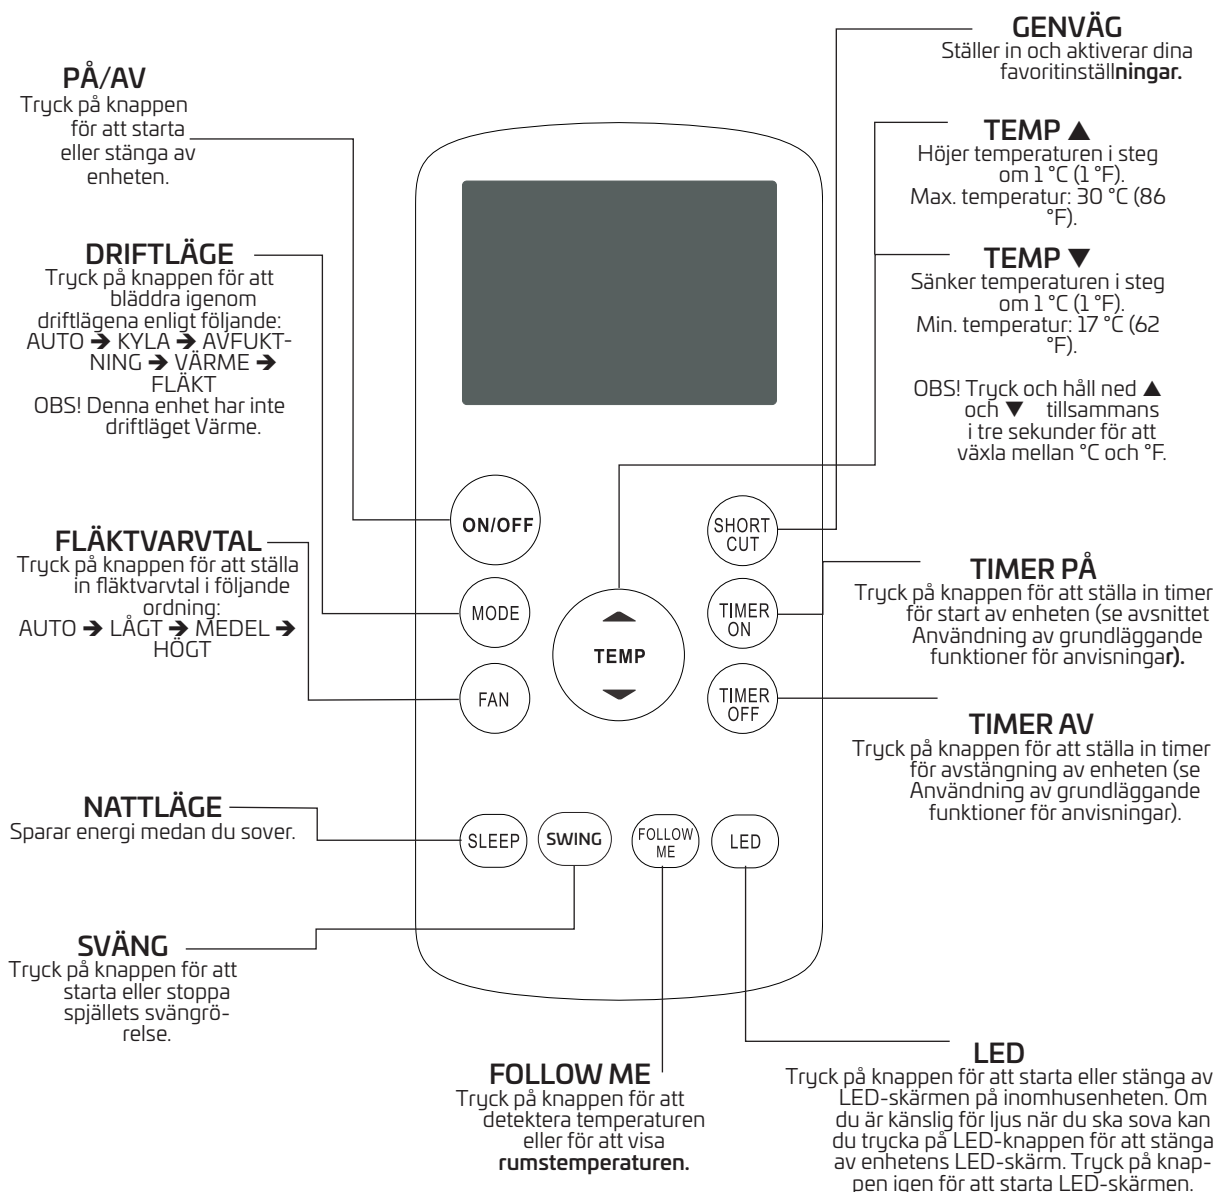 PÅ/AV
Tryck på knappen
för att starta
eller stänga av
enheten.
DRIFTLÄGE
Tryck på knappen för att
bläddra igenom
driftlägena enligt följande:
AUTO ➔ KYLA ➔ AVFUKT-
NING ➔ VÄRME ➔
FLÄKT
OBS! Denna enhet har inte
driftläget Värme.
FLÄKTVARVTAL
Tryck på knappen för att ställa
in fläktvarvtal i följande
ordning:
AUTO ➔ LÅGT ➔ MEDEL ➔
HÖGT
NATTLÄGE
Sparar energi medan du sover.
SVÄNG
Tryck på knappen för att
starta eller stoppa
spjällets svängrö-
relse.
ON/OFF
MODE
FAN
▲
TEMP
▼
SHORT
CUT
TIMER
ON
TIMER
OFF
SLEEP
SWING
FOLLOW
ME
LED
FOLLOW ME
Tryck på knappen för att
detektera temperaturen
eller för att visa
rumstemperaturen.
GENVÄG
Ställer in och aktiverar dina
favoritinställningar.
TEMP ▲
Höjer temperaturen i steg
om 1 °C (1 °F).
Max. temperatur: 30 °C (86
°F).
TEMP ▼
Sänker temperaturen i steg
om 1 °C (1 °F).
Min. temperatur: 17 °C (62
°F).
OBS! Tryck och håll ned ▲
och ▼ tillsammans
i tre sekunder för att
växla mellan °C och °F.
TIMER PÅ
Tryck på knappen för att ställa in timer
för start av enheten (se avsnittet
Användning av grundläggande
funktioner för anvisningar).
TIMER AV
Tryck på knappen för att ställa in timer
för avstängning av enheten (se
Användning av grundläggande
funktioner för anvisningar).
LED
Tryck på knappen för att starta eller stänga av
LED-skärmen på inomhusenheten. Om
du är känslig för ljus när du ska sova kan
du trycka på LED-knappen för att stänga
av enhetens LED-skärm. Tryck på knap-
pen igen för att starta LED-skärmen.